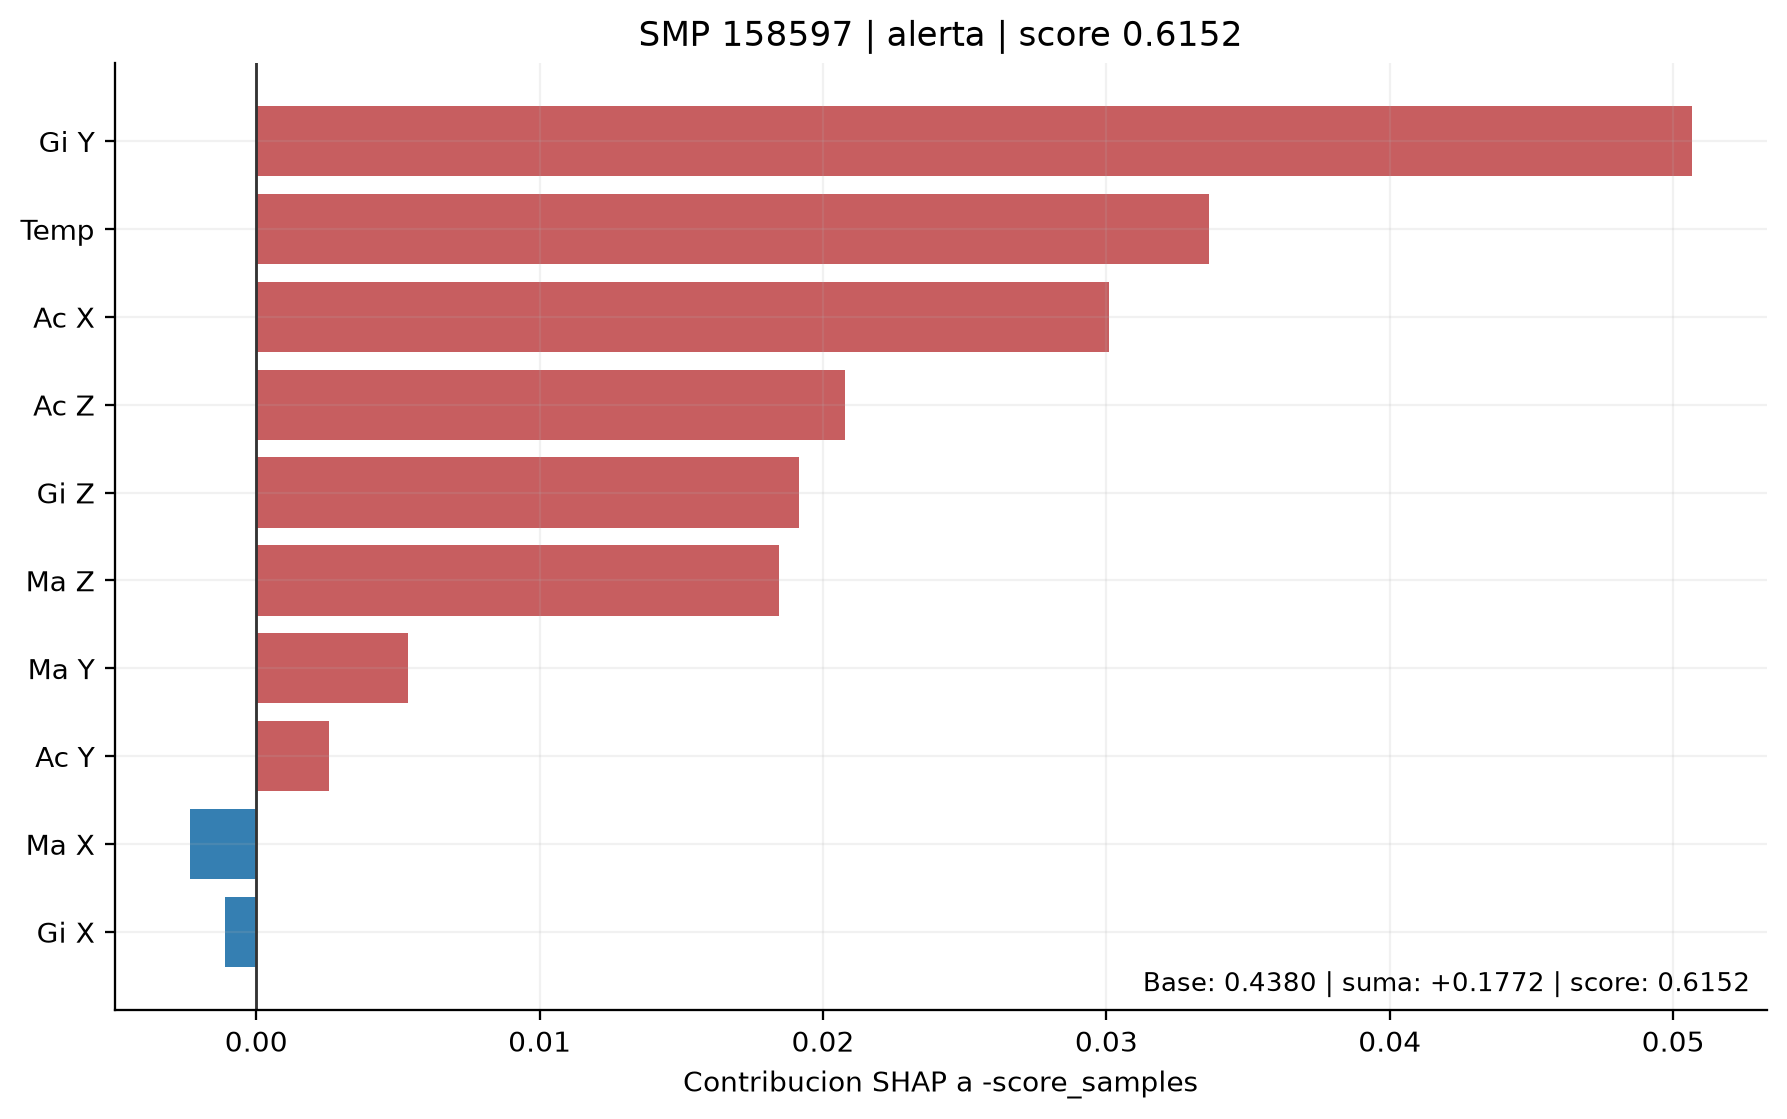 SMP 158597 | alerta | score 0.6152
Gi Y
Temp
Ac X
Ac Z
Gi Z
Ma Z
Ma Y
Ac Y
Ma X
Gi X
Base: 0.4380 | suma: +0.1772 | score: 0.6152
0.00 0.01 0.02 0.03 0.04 0.05
Contribucion SHAP a -score_samples